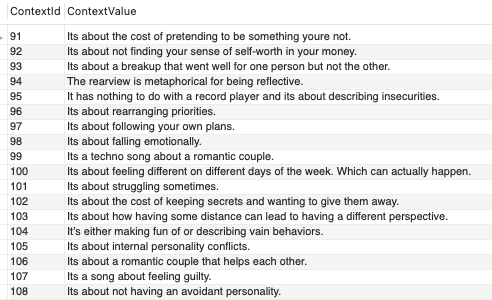 ContextId ContextValue
91 Its about the cost of pretending to be something youre not.
92 Its about not finding your sense of self-worth in your money.
93 Its about a breakup that went well for one person but not the other.
94 The rearview is metaphorical for being reflective.
95 It has nothing to do with a record player and its about describing insecurities.
96 Its about rearranging priorities.
97 Its about following your own plans.
98 Its about falling emotionally.
99 Its a techno song about a romantic couple.
100 Its about feeling different on different days of the week. Which can actually happen.
101 Its about struggling sometimes.
102 Its about the cost of keeping secrets and wanting to give them away.
103 Its about how having some distance can lead to having a different perspective.
104 It's either making fun of or describing vain behaviors.
105 Its about internal personality conflicts.
106 Its about a romantic couple that helps each other.
107 Its a song about feeling guilty.
108 Its about not having an avoidant personality.